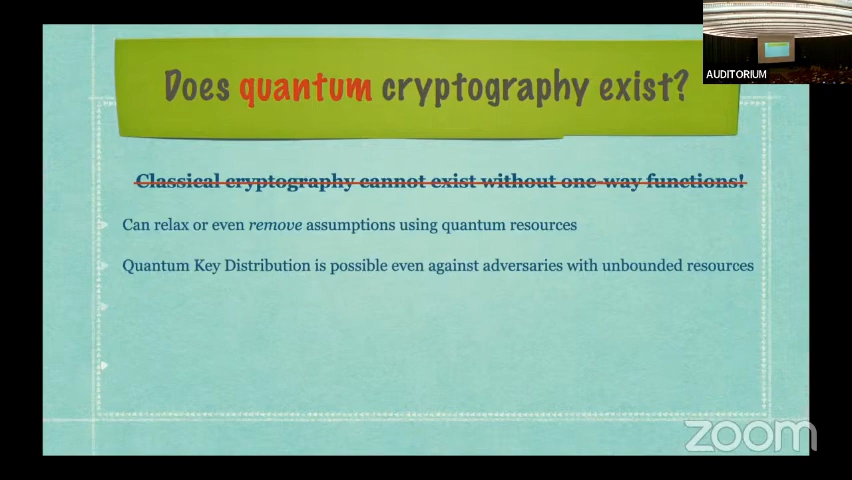 AUDITORIUM
Does quantum cryptography exist?
Classical cryptography cannot exist without one-way functions!
Can relax or even remove assumptions using quantum resources
Quantum Key Distribution is possible even against adversaries with unbounded resources
zoom